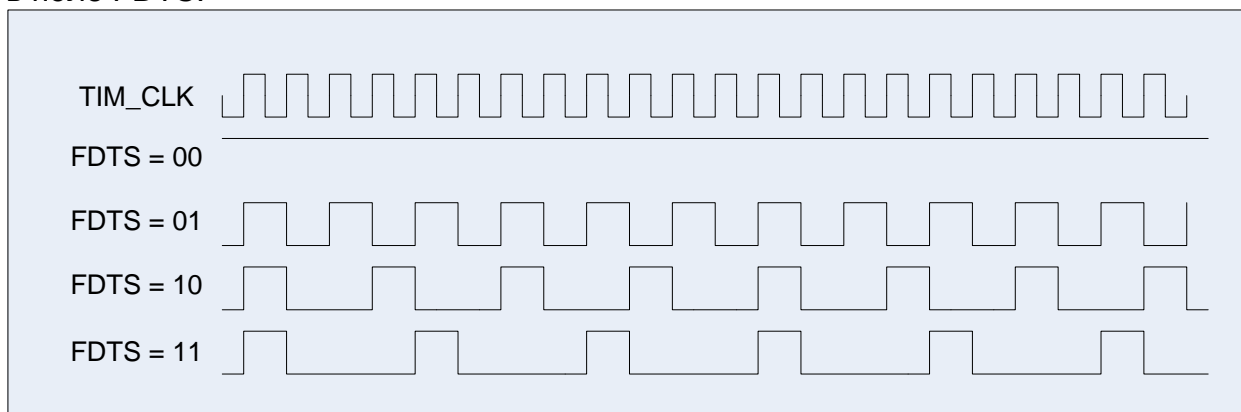 TIM_CLK
FDTS = 00
FDTS = 01
FDTS = 10
FDTS = 11